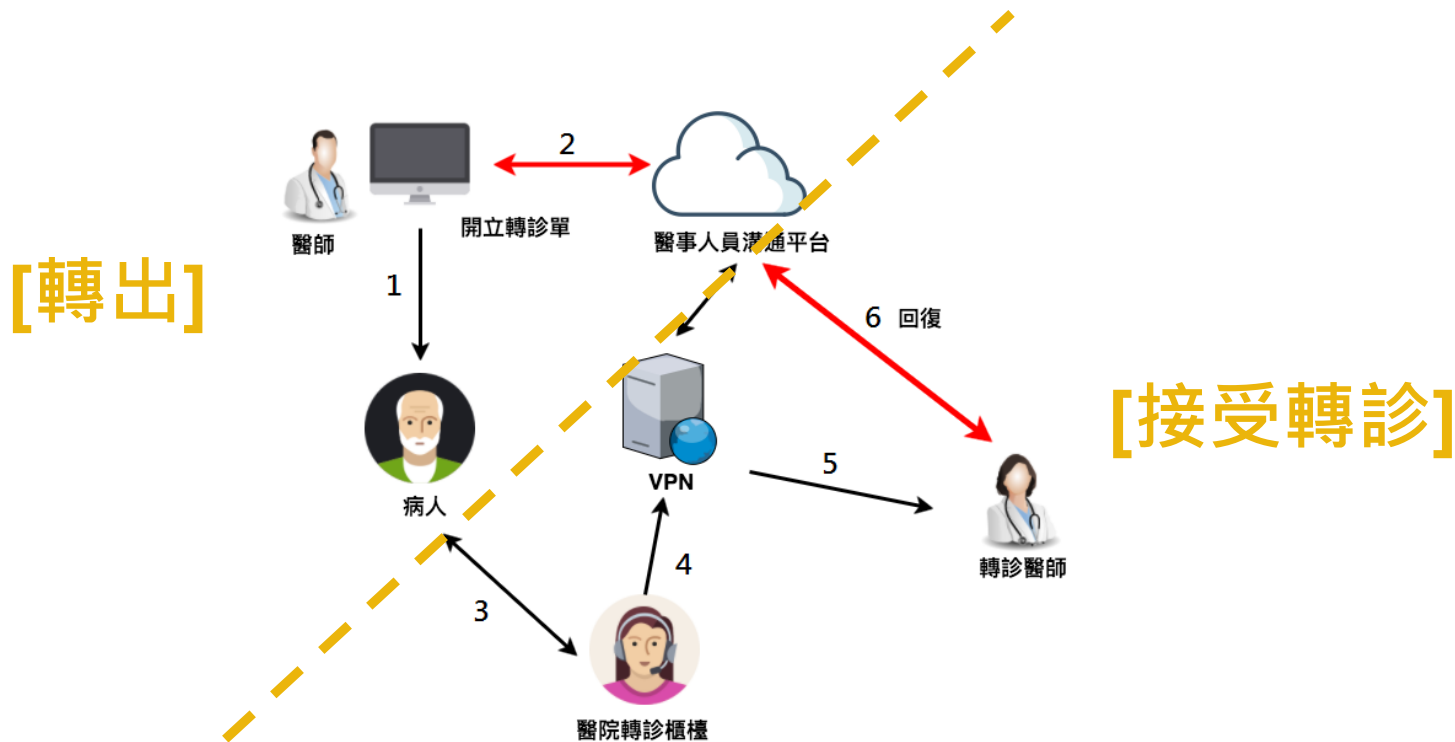 2
開立轉診單
醫師
醫事人員溝通平台
[轉出]
1
6 回復
[接受轉診]
5
VPN
病人
4
轉診醫師
3
醫院轉診櫃檯